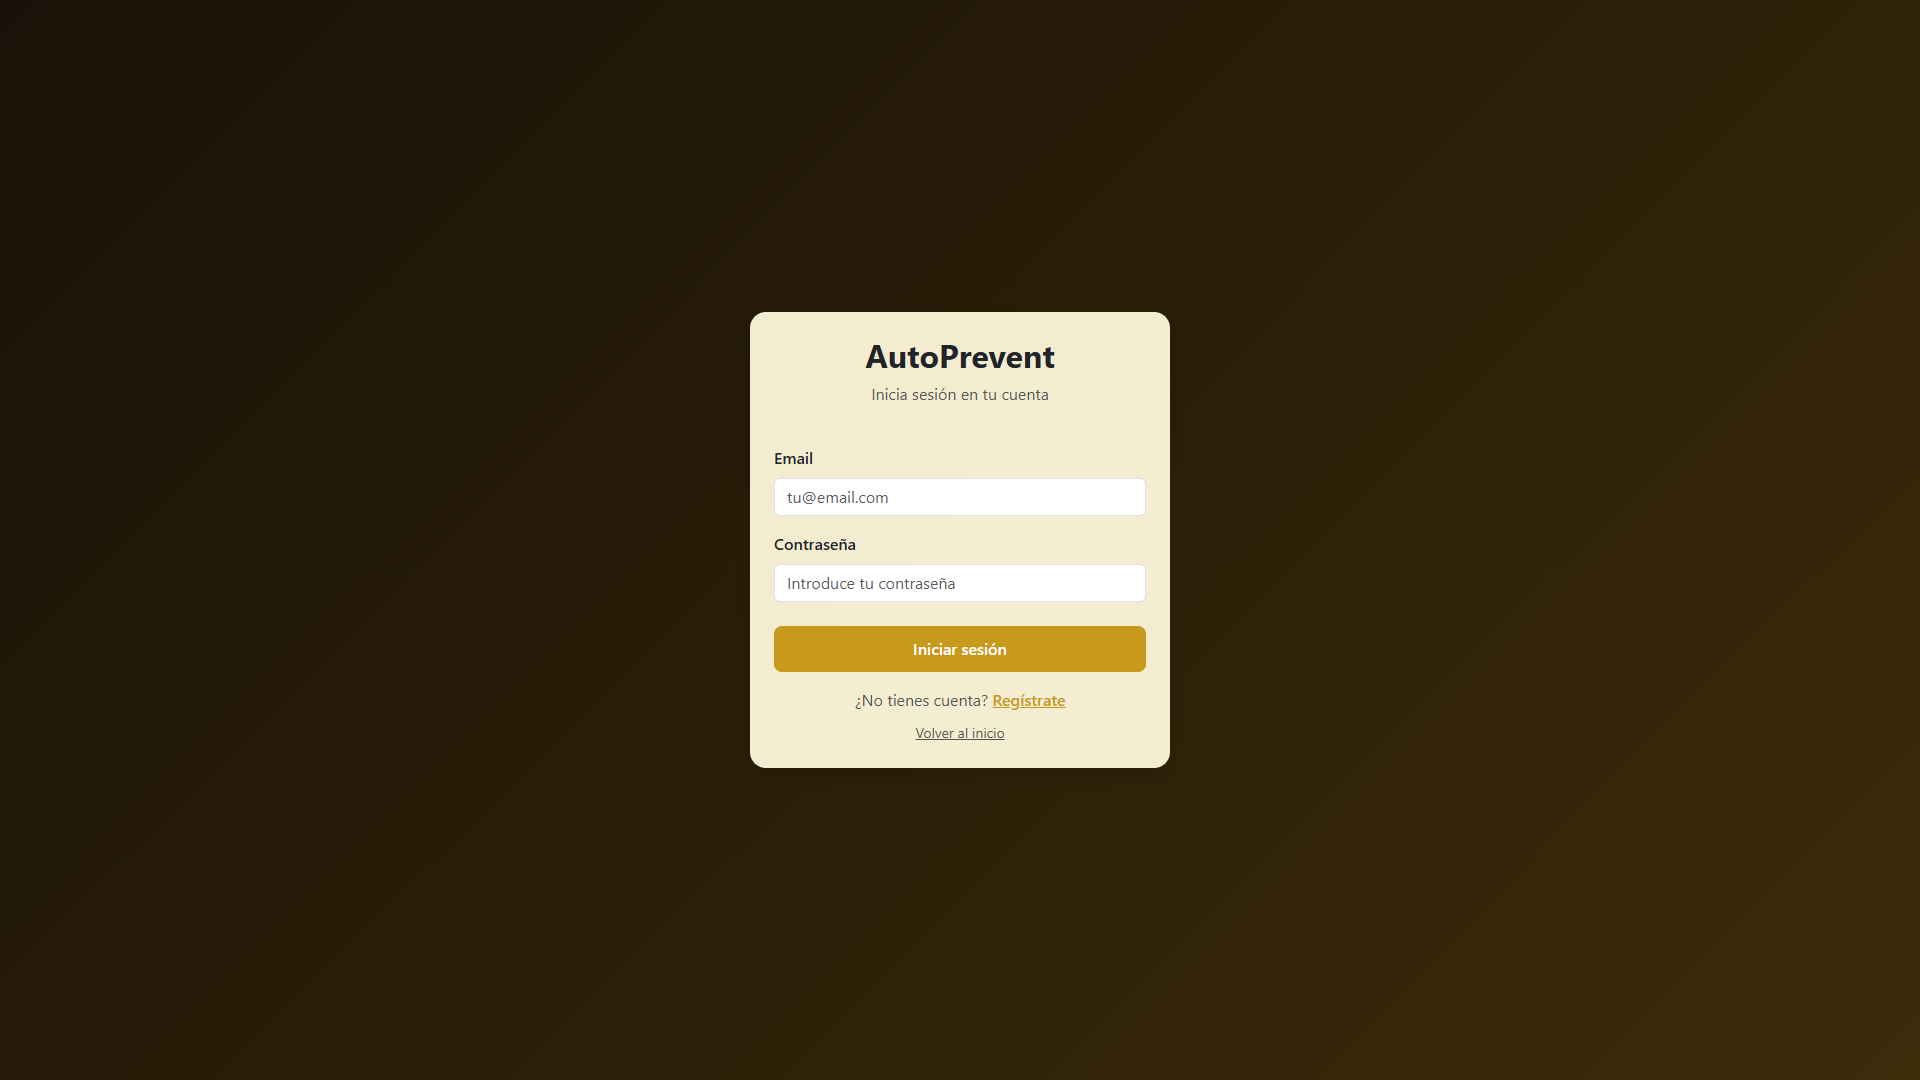 AutoPrevent
Inicia sesión en tu cuenta
Email
tu@email.com
Contraseña
Introduce tu contraseña
Iniciar sesión
¿No tienes cuenta? Regístrate
Volver al inicio